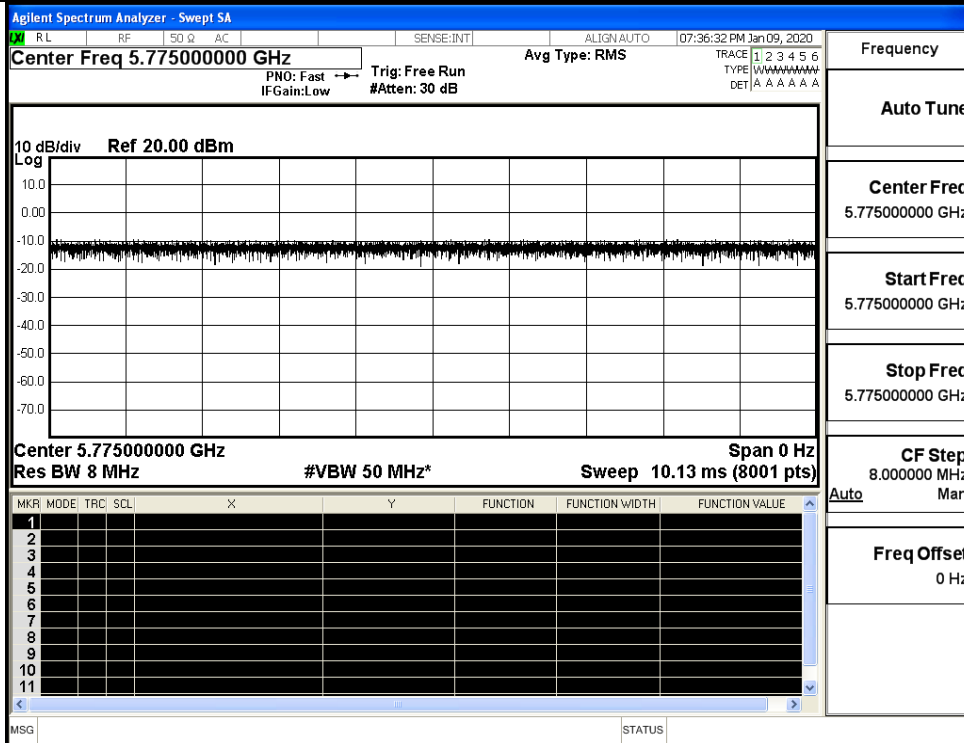 Agilent Spectrum Analyzer - Swept SA
LXI RL RF 50 Ω AC SENSE:INT ALIGNAUTO 07:36:32 PM Jan 09, 2020
Center Freq 5.775000000 GHz
PNO: Fast
IFGain:Low
Trig: Free Run
#Atten: 30 dB
Avg Type: RMS
TRACE 1 2 3 4 5 6
TYPE WWWWWW
DET A A A A A A
10 dB/div Ref 20.00 dBm
Log
10.0
0.00
-10.0
-20.0
-30.0
-40.0
-50.0
-60.0
-70.0
Center 5.775000000 GHz Span 0 Hz
Res BW 8 MHz #VBW 50 MHz* Sweep 10.13 ms (8001 pts)
MKR MODE TRC SCL X Y FUNCTION FUNCTION WIDTH FUNCTION VALUE
1
2
3
4
5
6
7
8
9
10
11
MSG STATUS
Frequency
Auto Tune
Center Freq
5.775000000 GHz
Start Freq
5.775000000 GHz
Stop Freq
5.775000000 GHz
CF Step
8.000000 MHz
Auto Man
Freq Offset
0 Hz